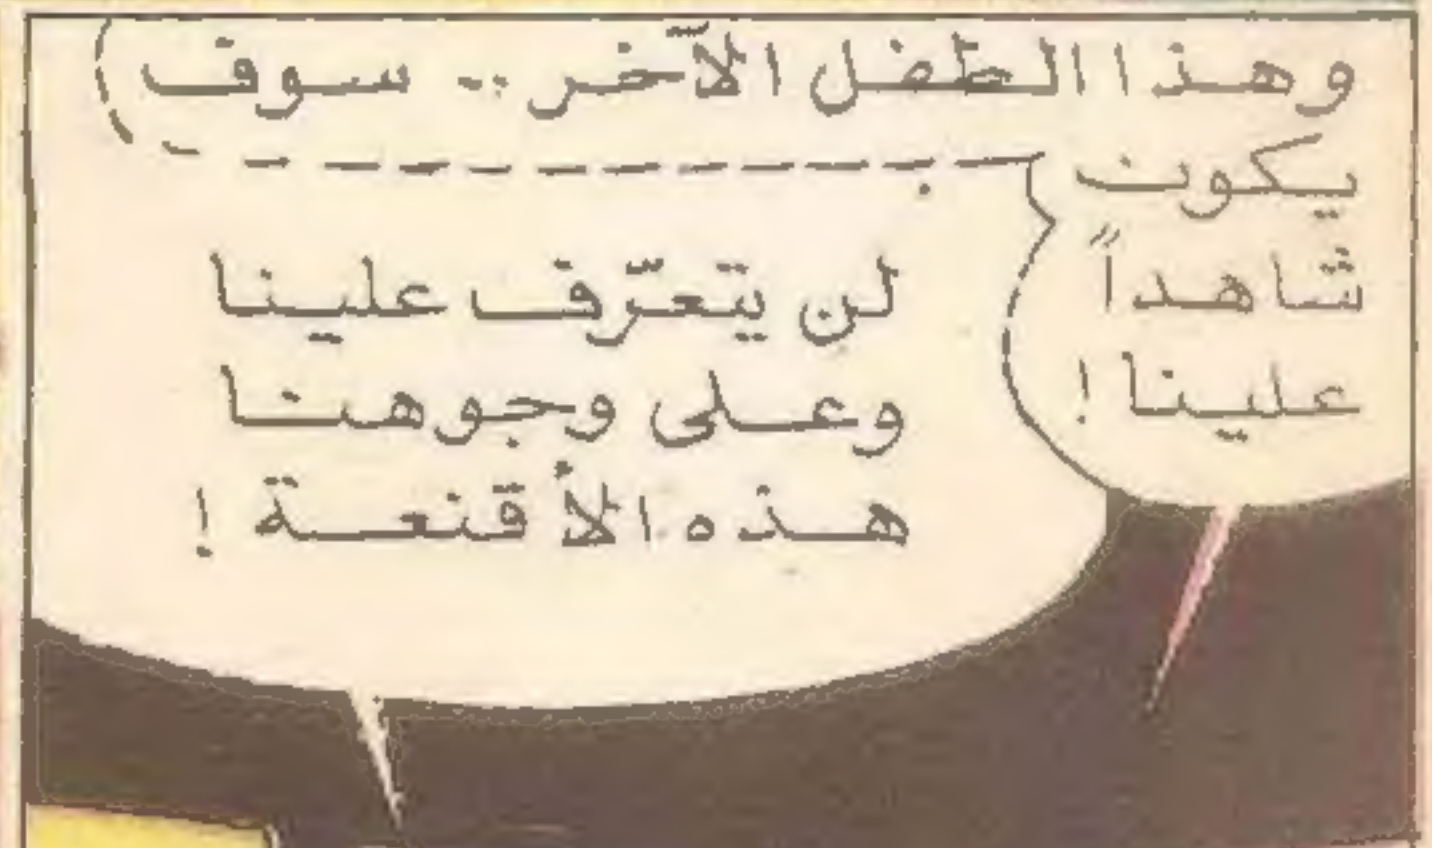 وهذا الطفل الآخر .. سوف
يكون
شاهداً
علينا !
لن يتعرّف علينا
وعلى وجوهنا
هذه الأقنعة !